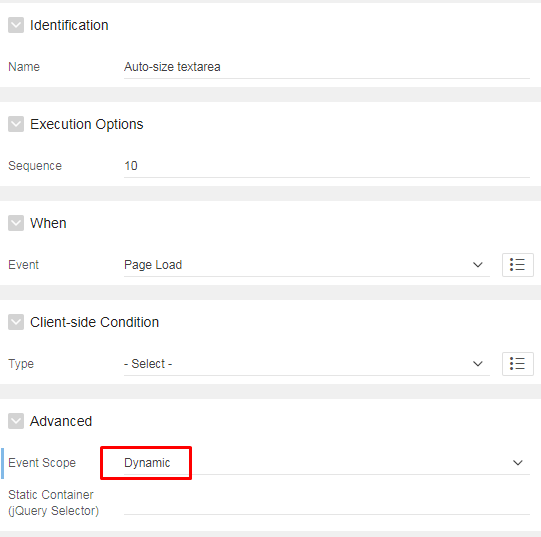 Identification
Name Auto-size textarea
Execution Options
Sequence 10
When
Event Page Load
Client-side Condition
Type - Select -
Advanced
Event Scope Dynamic
Static Container
(jQuery Selector)